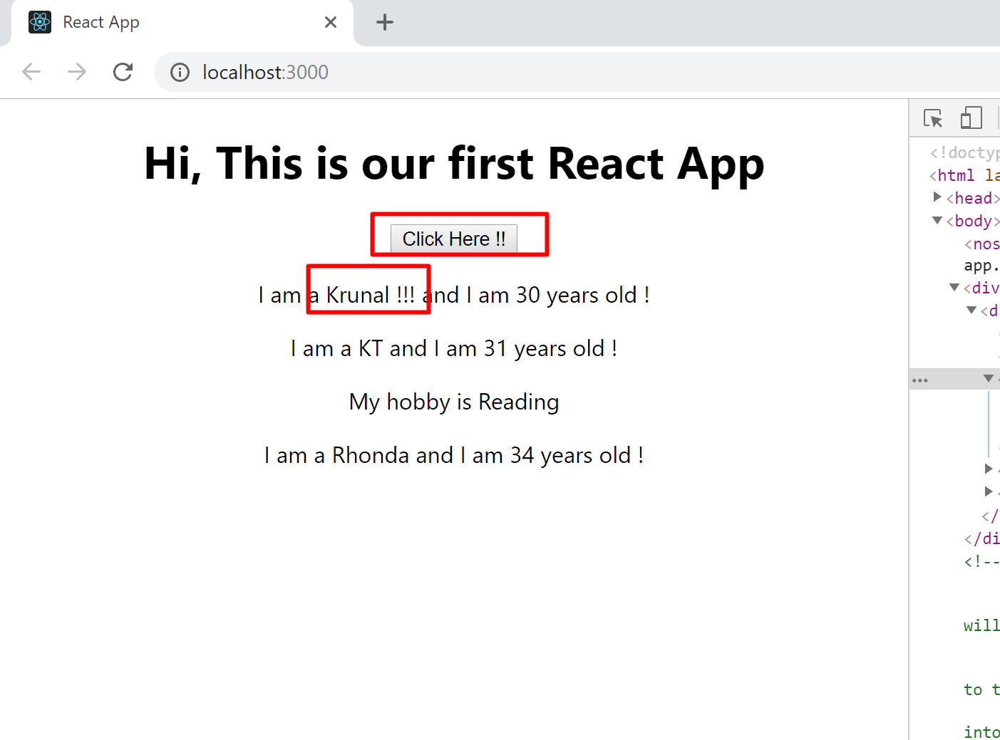 React App
localhost:3000
Hi, This is our first React App
Click Here !!
I am a Krunal !!! and I am 30 years old !
I am a KT and I am 31 years old !
My hobby is Reading
I am a Rhonda and I am 34 years old !
<!doctyp
<html la
<head>
<body>
<nos
app.
<div
<d
...
</
</di
<!--
will
to t
into